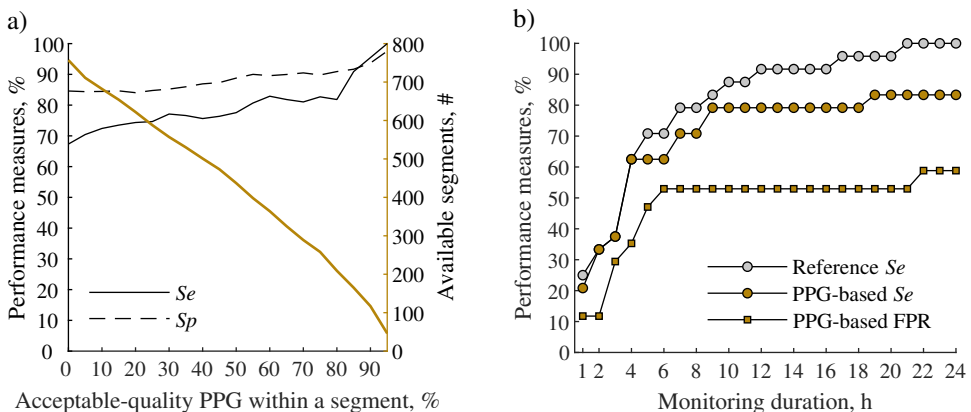 a)
Performance measures, %
100
90
80
70
60
50
40
30
20
10
0
Se
Sp
0 10 20 30 40 50 60 70 80 90
Acceptable-quality PPG within a segment, %
800
700
600
500
400
300
200
100
0
Available segments, #
b)
Performance measures, %
100
90
80
70
60
50
40
30
20
10
0
Reference Se
PPG-based Se
PPG-based FPR
1 2 4 6 8 10 12 14 16 18 20 22 24
Monitoring duration, h